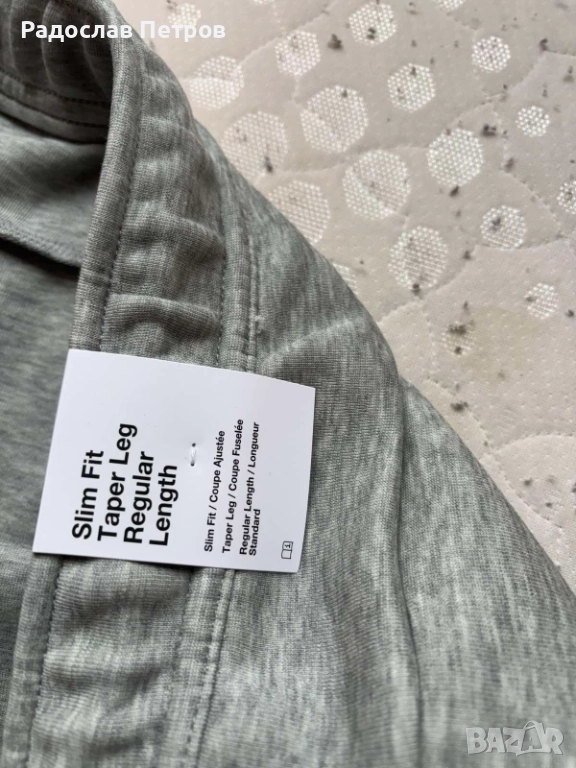 Радослав Петров
Slim Fit
Taper Leg
Regular
Length
Slim Fit / Coupe Ajustée
Taper Leg / Coupe Fuselée
Regular Length / Longueur
Standard
i
BAZAR